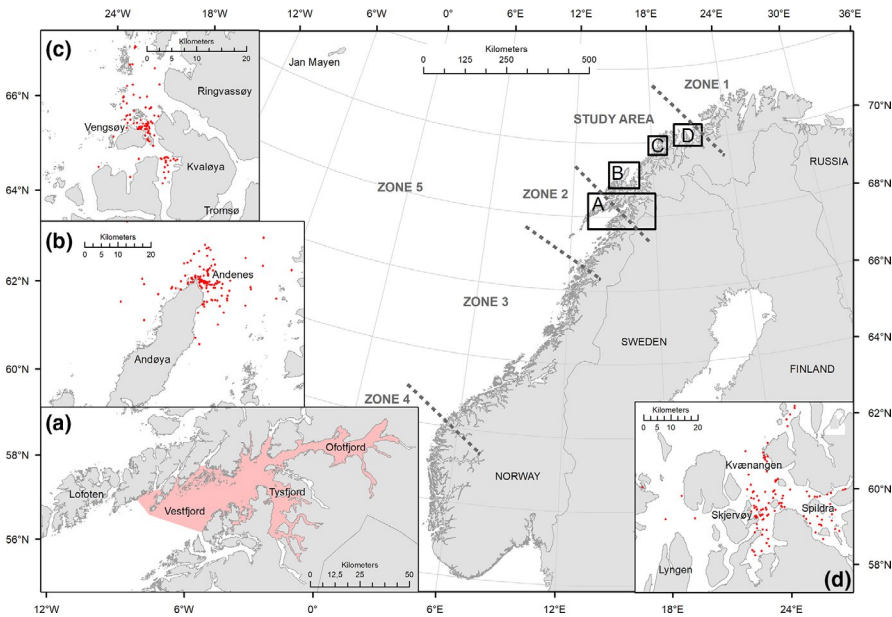 24°W 18°W 12°W 6°W 0° 6°E 12°E 18°E 24°E 30°E 36°E
(c)
Kilometers
0 10 20
Ringvassøy
Vengsøy
Kvaløya
Tromsø
Jan Mayen
Kilometers
0 125 250 500
ZONE 1
STUDY AREA
D
C
B
A
RUSSIA
ZONE 5
ZONE 2
ZONE 3
ZONE 4
SWEDEN
FINLAND
NORWAY
66°N
64°N
62°N
60°N
58°N
56°N
70°N
68°N
66°N
64°N
62°N
60°N
58°N
(b)
Kilometers
0 5 10 20
Andenes
Andøya
(a)
Ofotfjord
Lofoten
Tysfjord
Vestfjord
Kilometers
0 12,5 25 50
Kilometers
0 5 10 20
Kvænangen
Skjervøy
Spildra
Lyngen
(d)
12°W 6°W 0° 6°E 12°E 18°E 24°E